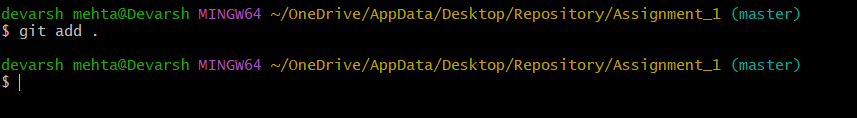 devarsh mehta@Devarsh MINGW64 ~/OneDrive/AppData/Desktop/Repository/Assignment_1 (master)
$ git add .
devarsh mehta@Devarsh MINGW64 ~/OneDrive/AppData/Desktop/Repository/Assignment_1 (master)
$